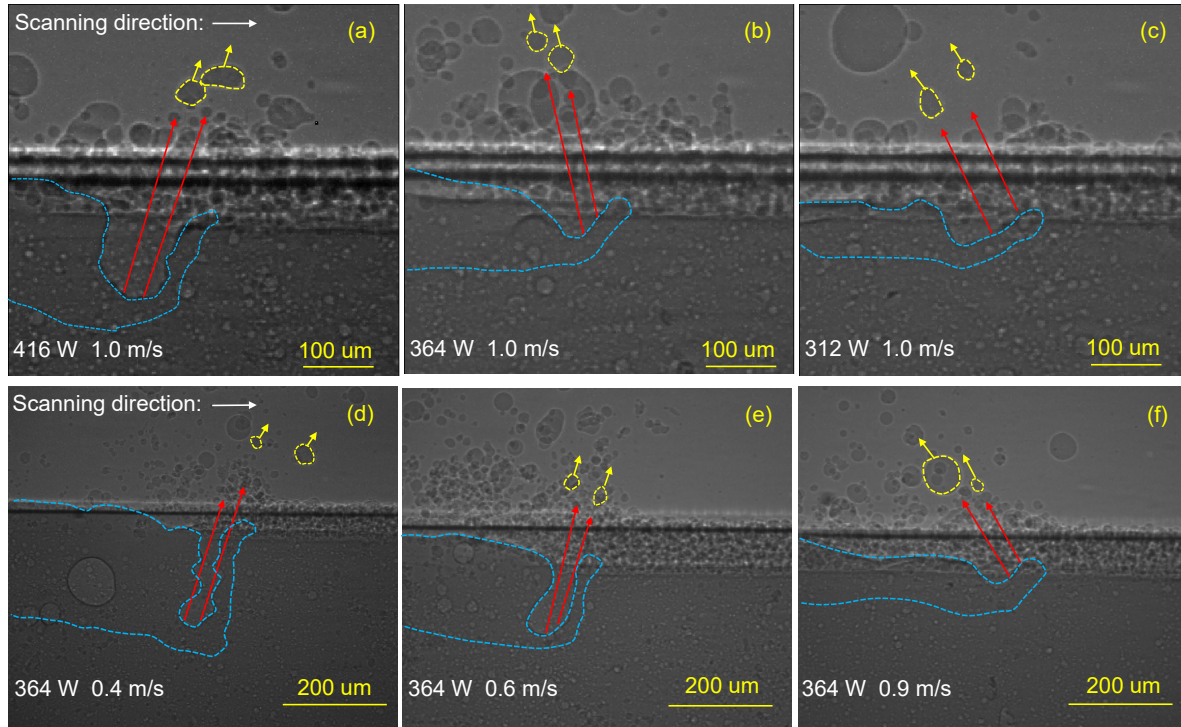 Scanning direction:
(a)
416 W 1.0 m/s
100 um
(b)
364 W 1.0 m/s
100 um
(c)
312 W 1.0 m/s
100 um
Scanning direction:
(d)
364 W 0.4 m/s
200 um
(e)
364 W 0.6 m/s
200 um
(f)
364 W 0.9 m/s
200 um